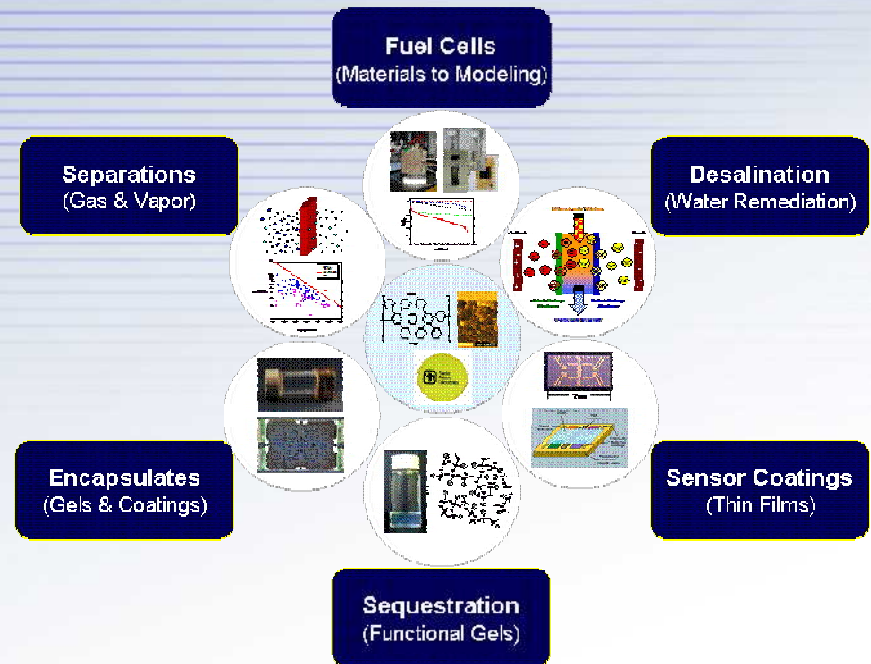 Fuel Cells
(Materials to Modeling)
Separations
(Gas & Vapor)
Desalination
(Water Remediation)
Encapsulates
(Gels & Coatings)
Sensor Coatings
(Thin Films)
Sequestration
(Functional Gels)